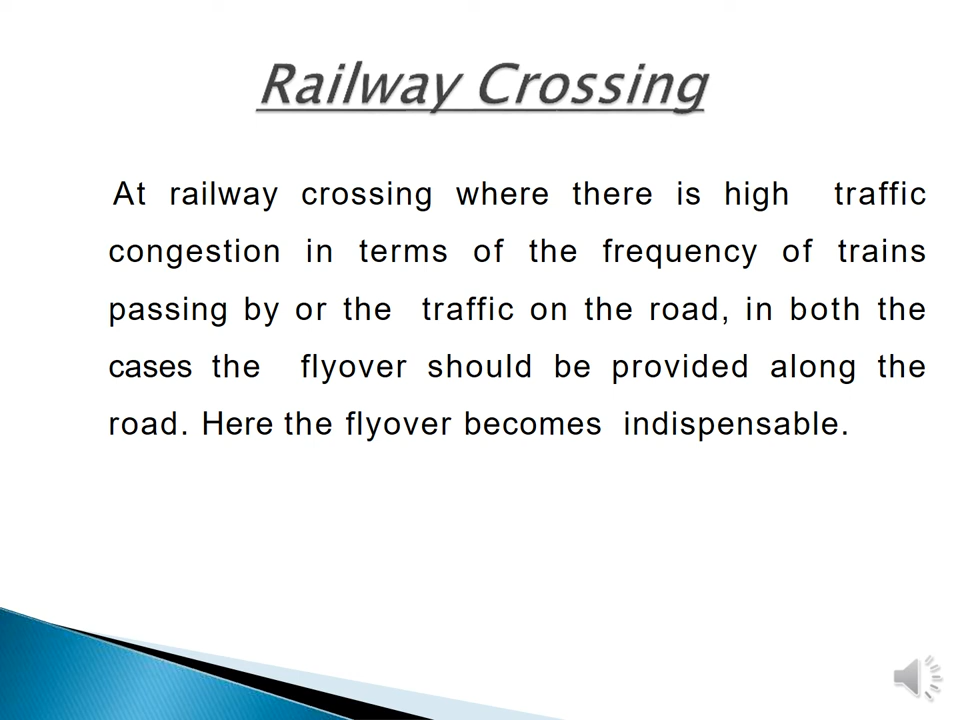 Railway Crossing
At railway crossing where there is high traffic
congestion in terms of the frequency of trains
passing by or the traffic on the road, in both the
cases the flyover should be provided along the
road. Here the flyover becomes indispensable.